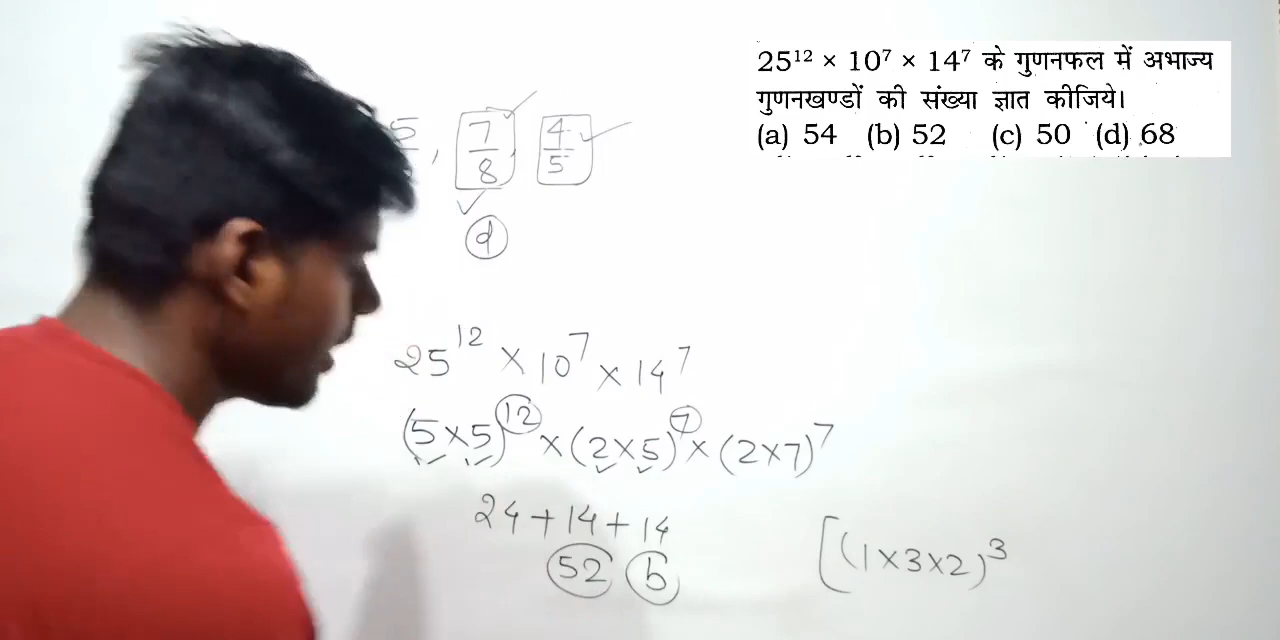 25¹² × 10⁷ × 14⁷ के गुणनफल में अभाज्य
गुणनखण्डों की संख्या ज्ञात कीजिये।
(a) 54 (b) 52 (c) 50 (d) 68
5 , 7/8 4/5
d
25¹² × 10⁷ × 14⁷
(5×5)¹² × (2×5)⁷ × (2×7)⁷
24 + 14 + 14
52 b
[(1×3×2)³